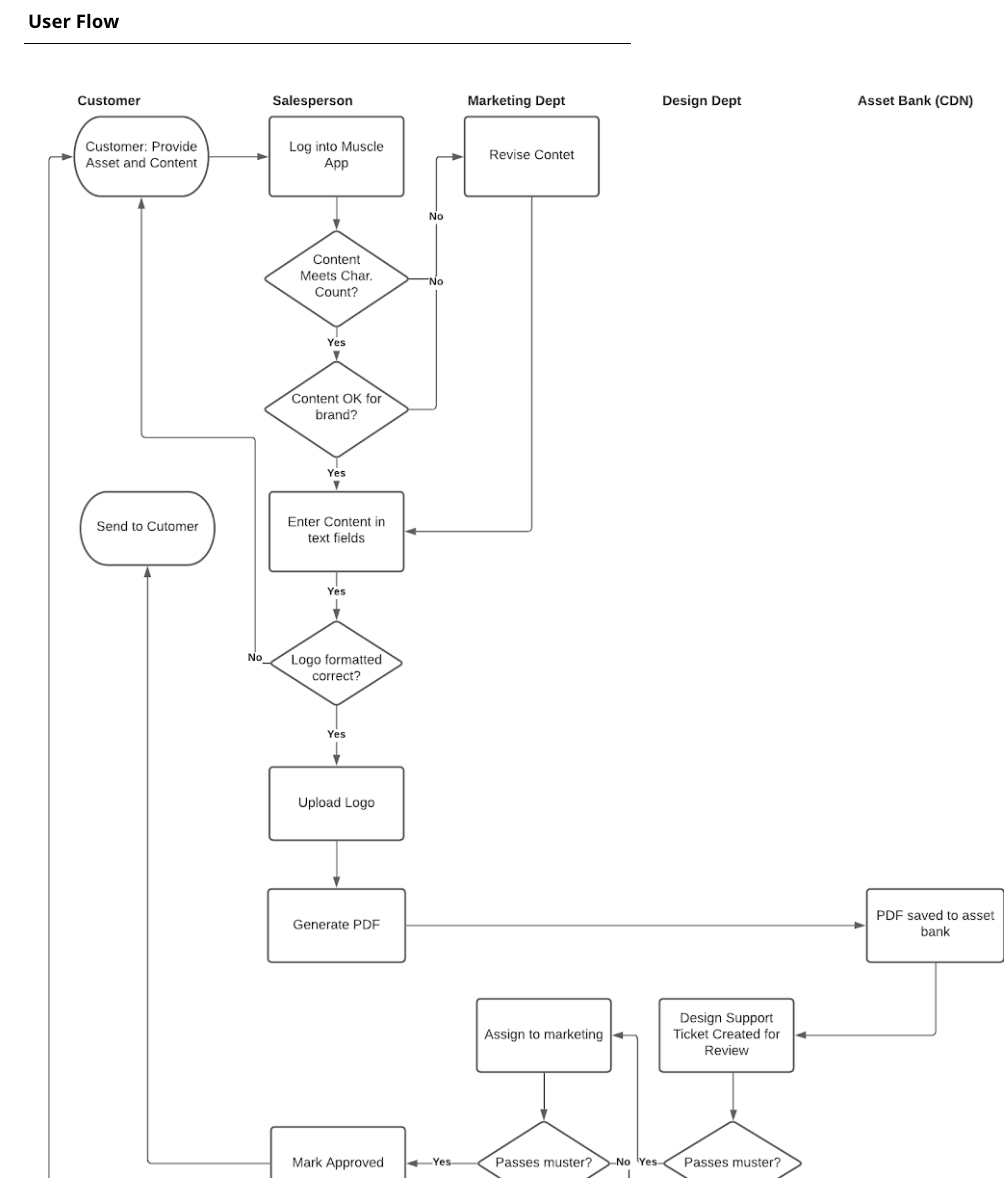 User Flow
Customer
Salesperson
Marketing Dept
Design Dept
Asset Bank (CDN)
Customer: Provide
Asset and Content
Log into Muscle
App
Revise Contet
No
Content
Meets Char.
Count?
No
Yes
Content OK for
brand?
Yes
Send to Cutomer
Enter Content in
text fields
Yes
No
Logo formatted
correct?
Yes
Upload Logo
Generate PDF
PDF saved to asset
bank
Assign to marketing
Design Support
Ticket Created for
Review
Mark Approved
Yes
Passes muster?
No
Yes
Passes muster?